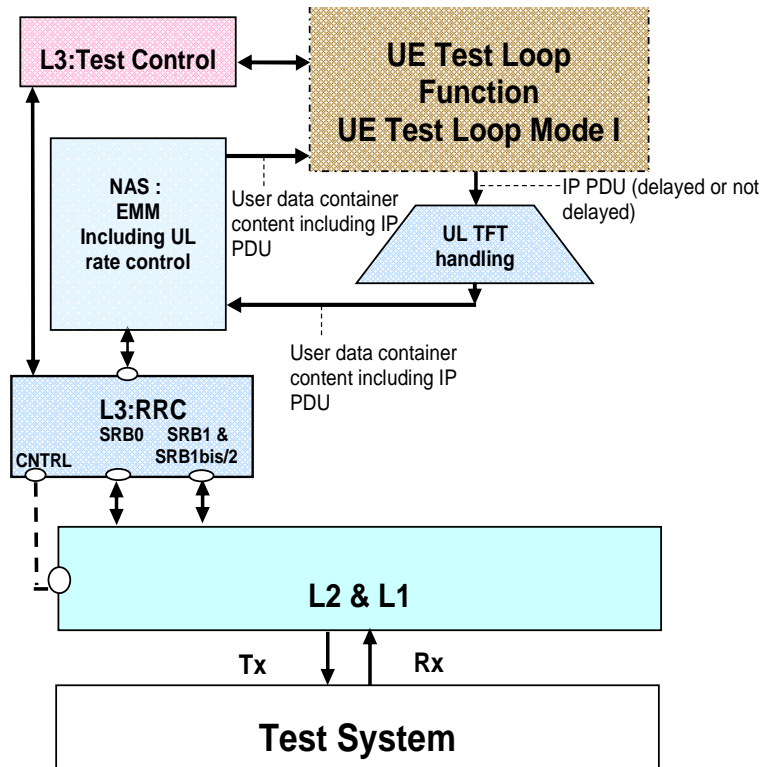 L3:Test Control
UE Test Loop
Function
UE Test Loop Mode I
NAS :
EMM
Including UL
rate control
User data container
content including IP
PDU
IP PDU (delayed or not
delayed)
UL TFT
handling
User data container
content including IP
PDU
L3:RRC
SRB0
SRB1 &
SRB1bis/2
CNTRL
L2 & L1
Tx
Rx
Test System